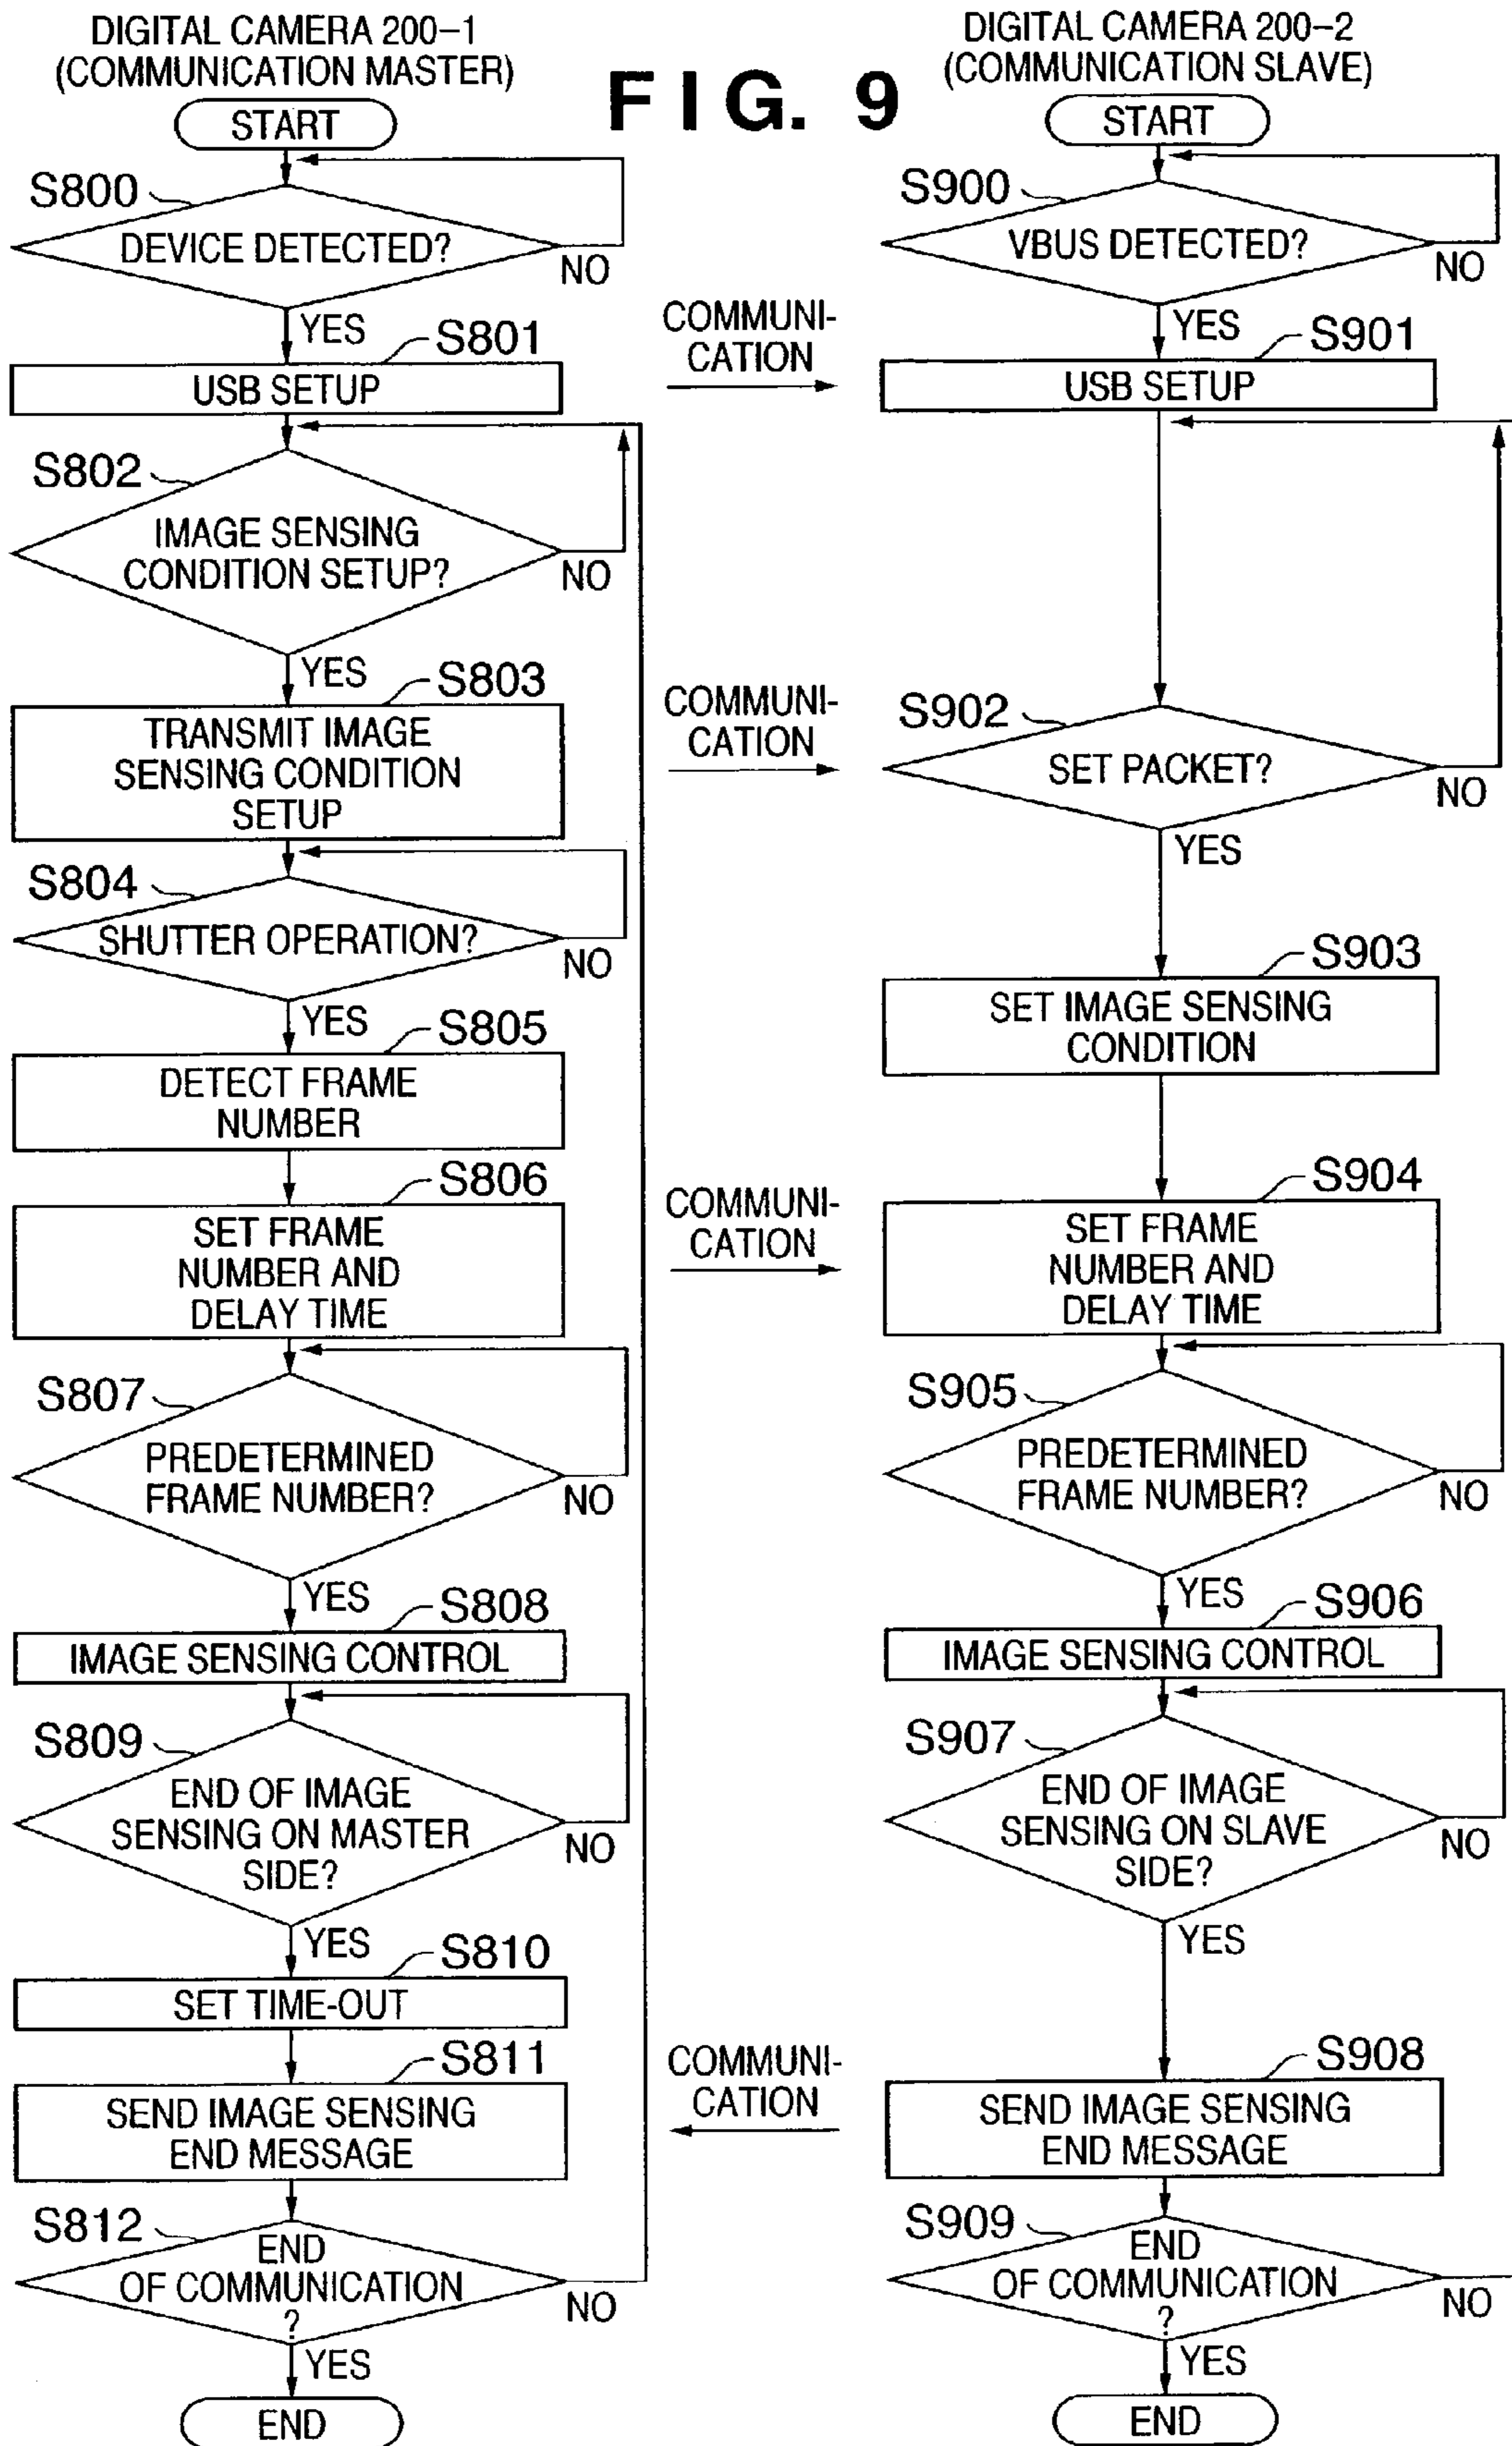 DIGITAL CAMERA 200-1
(COMMUNICATION MASTER)
FIG. 9
DIGITAL CAMERA 200-2
(COMMUNICATION SLAVE)
START
S800
DEVICE DETECTED?
NO
YES
S801
USB SETUP
S802
IMAGE SENSING
CONDITION SETUP?
NO
YES
S803
TRANSMIT IMAGE
SENSING CONDITION
SETUP
S804
SHUTTER OPERATION?
NO
YES
S805
DETECT FRAME
NUMBER
S806
SET FRAME
NUMBER AND
DELAY TIME
S807
PREDETERMINED
FRAME NUMBER?
NO
YES
S808
IMAGE SENSING CONTROL
S809
END OF IMAGE
SENSING ON MASTER
SIDE?
NO
YES
S810
SET TIME-OUT
S811
SEND IMAGE SENSING
END MESSAGE
S812
END
OF COMMUNICATION
?
NO
YES
END
COMMUNI-
CATION
COMMUNI-
CATION
COMMUNI-
CATION
COMMUNI-
CATION
START
S900
VBUS DETECTED?
NO
YES
S901
USB SETUP
S902
SET PACKET?
NO
YES
S903
SET IMAGE SENSING
CONDITION
S904
SET FRAME
NUMBER AND
DELAY TIME
S905
PREDETERMINED
FRAME NUMBER?
NO
YES
S906
IMAGE SENSING CONTROL
S907
END OF IMAGE
SENSING ON SLAVE
SIDE?
NO
YES
S908
SEND IMAGE SENSING
END MESSAGE
S909
END
OF COMMUNICATION
?
NO
YES
END